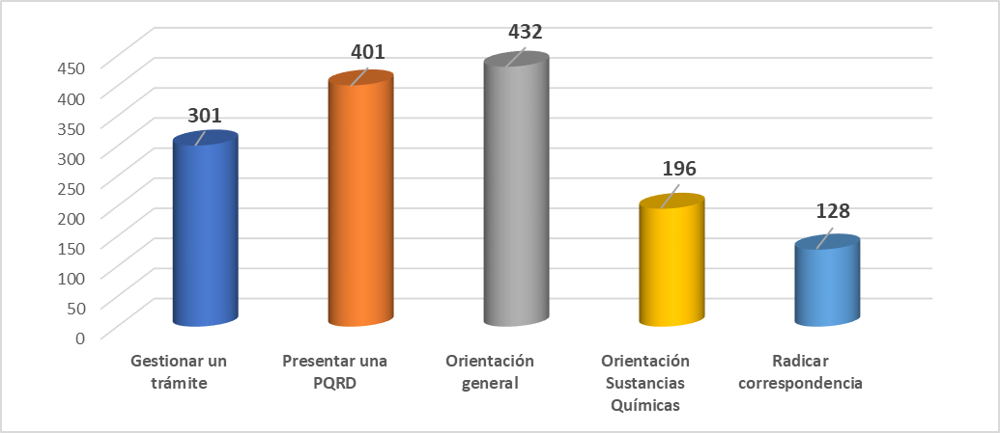 432
401
301
196
128
450
400
350
300
250
200
150
100
50
0
Gestionar un
trámite
Presentar una
PQRD
Orientación
general
Orientación
Sustancias
Químicas
Radicar
correspondencia